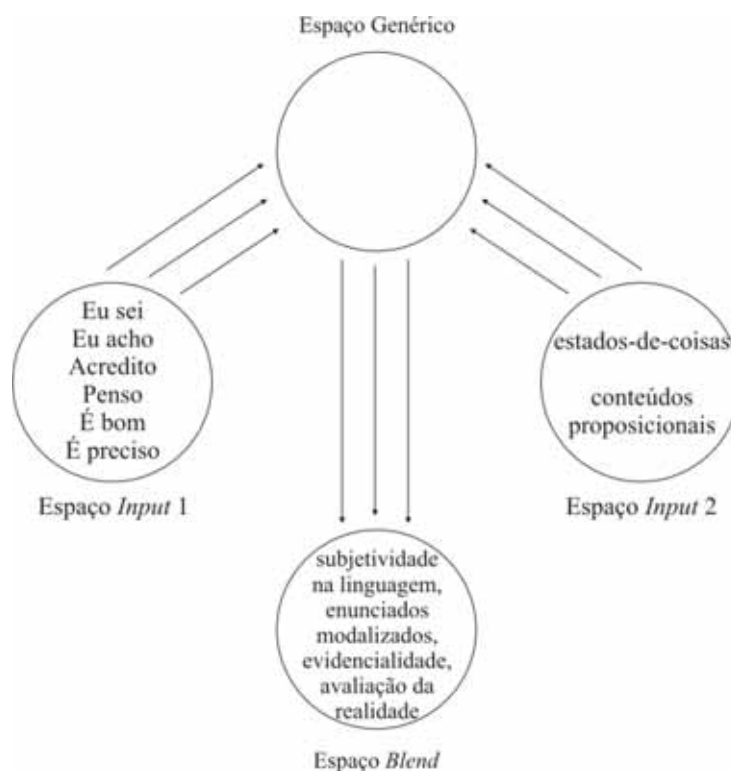 Espaço Genérico
Eu sei
Eu acho
Acredito
Penso
É bom
É preciso
Espaço Input 1
estados-de-coisas
conteúdos
proposicionais
Espaço Input 2
subjetividade
na linguagem,
enunciados
modalizados,
evidencialidade,
avaliação da
realidade
Espaço Blend